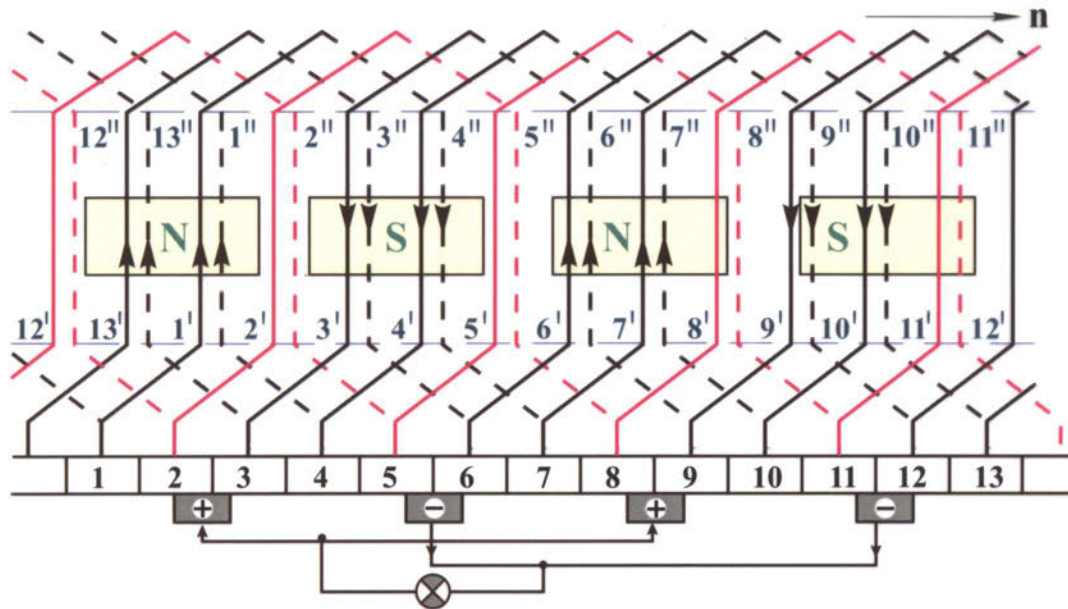 n
12" 13" 1" 2" 3" 4" 5" 6" 7" 8" 9" 10" 11"
N S N S
12' 13' 1' 2' 3' 4' 5' 6' 7' 8' 9' 10' 11' 12'
1 2 3 4 5 6 7 8 9 10 11 12 13
+ − + −